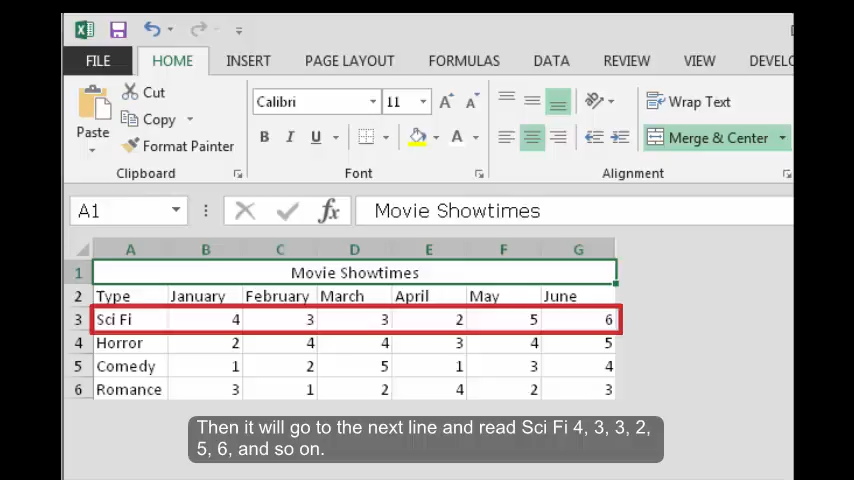 FILE HOME INSERT PAGE LAYOUT FORMULAS DATA REVIEW VIEW DEVELO
Cut
Copy
Format Painter
Paste
Clipboard
Calibri 11
B I U A
Font
Wrap Text
Merge & Center
Alignment
A1 fx Movie Showtimes
A B C D E F G
1 Movie Showtimes
2 Type January February March April May June
3 Sci Fi 4 3 3 2 5 6
4 Horror 2 4 4 3 4 5
5 Comedy 1 2 5 1 3 4
6 Romance 3 1 2 4 2 3
Then it will go to the next line and read Sci Fi 4, 3, 3, 2,
5, 6, and so on.